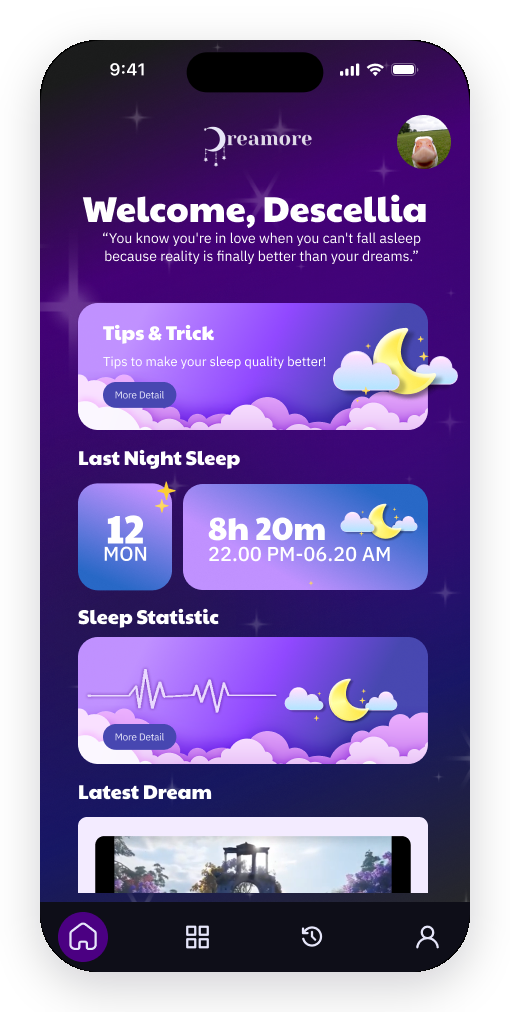 9:41
Dreamore
Welcome, Descellia
“You know you're in love when you can't fall asleep
because reality is finally better than your dreams.”
Tips & Trick
Tips to make your sleep quality better!
More Detail
Last Night Sleep
12
MON
8h 20m
22.00 PM-06.20 AM
Sleep Statistic
More Detail
Latest Dream